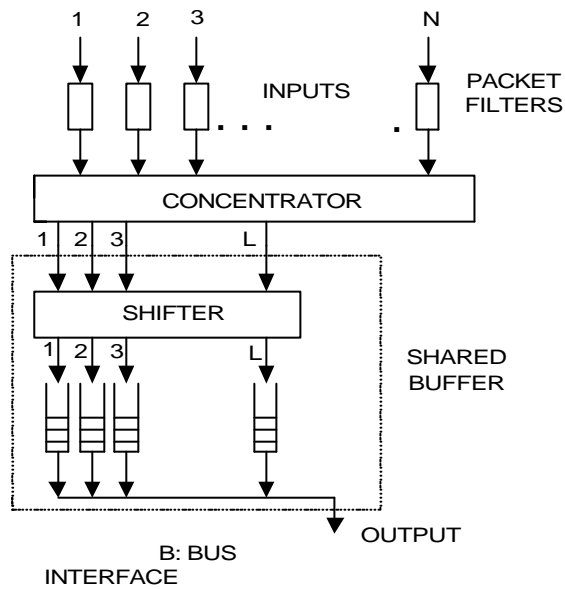 1 2 3 N
INPUTS
PACKET
FILTERS
. . . .
CONCENTRATOR
1 2 3 L
SHIFTER
1 2 3 L
SHARED
BUFFER
OUTPUT
B: BUS
INTERFACE